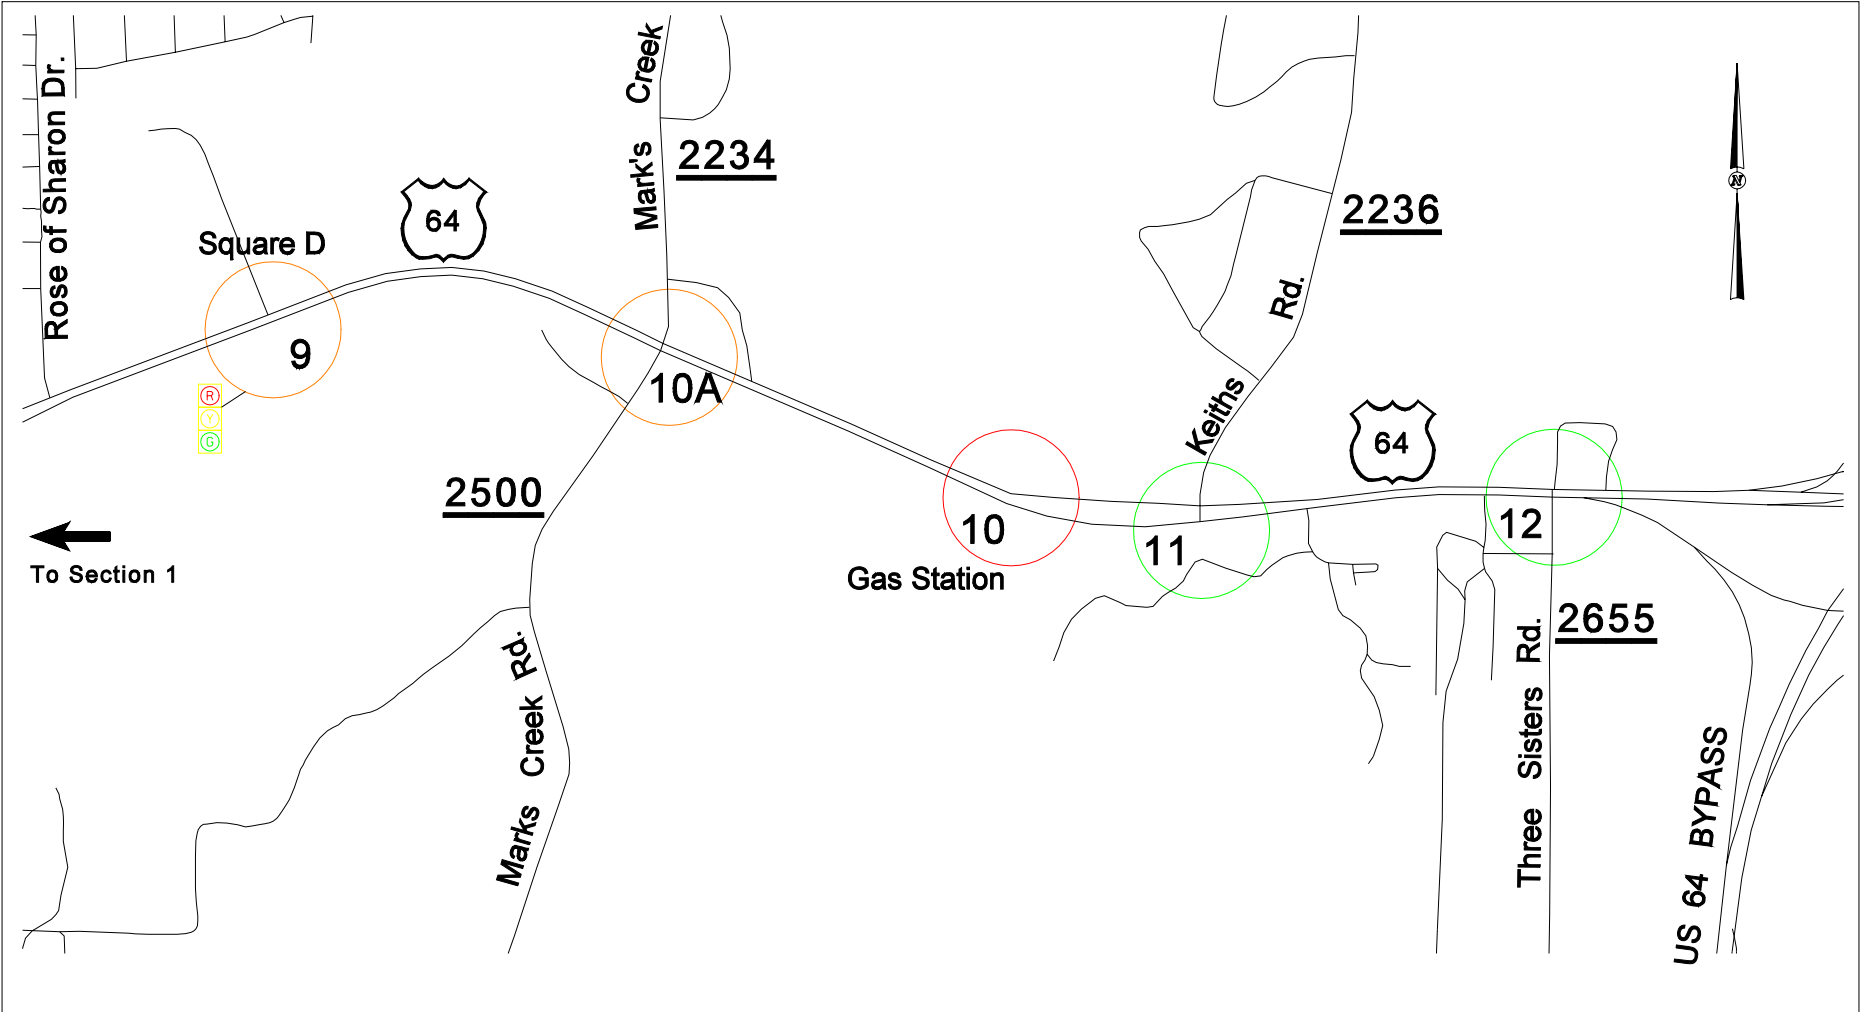 Rose of Sharon Dr.
Mark's Creek
2234
64
Square D
2236
N
Keiths Rd.
9
10A
R
Y
G
64
2500
10
11
12
To Section 1
Gas Station
2655
Marks Creek Rd.
Three Sisters Rd.
US 64 BYPASS